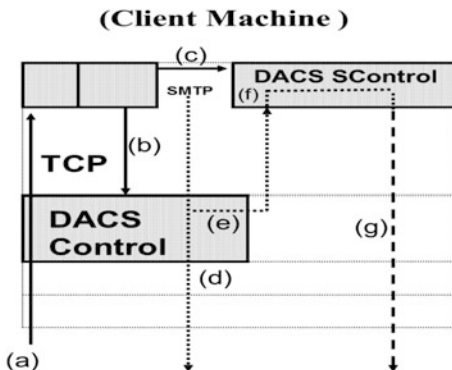 (Client Machine )
(c)
DACS SControl
SMTP
(f)
(b)
TCP
DACS
Control
(e)
(g)
(d)
(a)